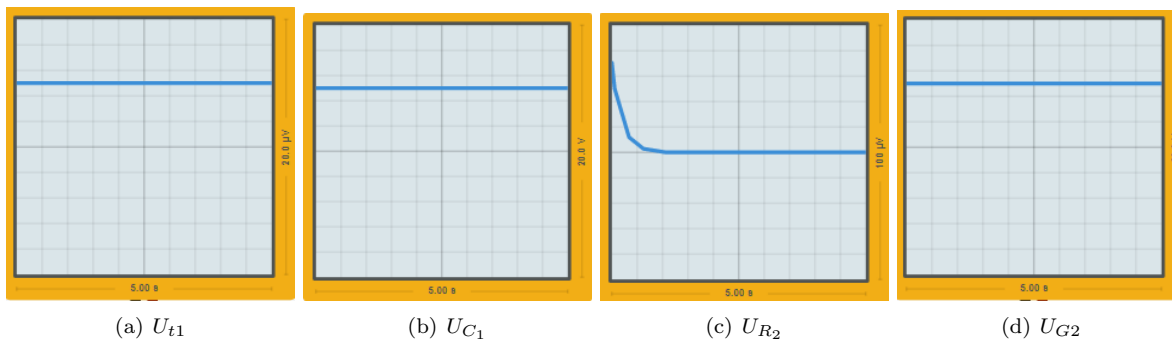 20.0 µV
5.00 s
(a) U_{t1}
20.0 V
5.00 s
(b) U_{C_1}
100 µV
5.00 s
(c) U_{R_2}
5.00 s
(d) U_{G2}